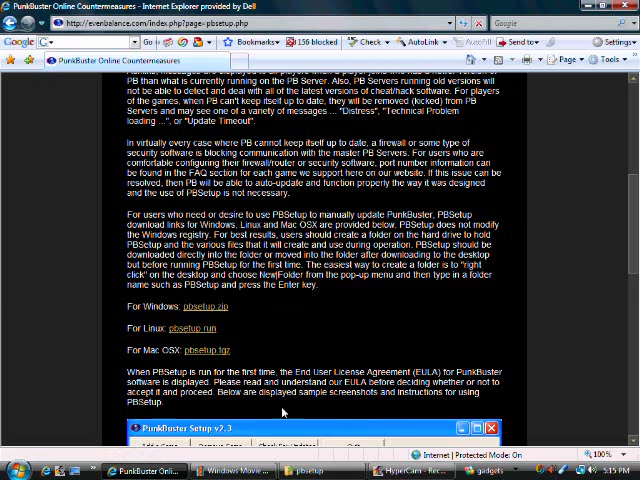 PunkBuster Online Countermeasures - Internet Explorer provided by Dell
http://evenbalance.com/index.php?page=pbsetup.php
Google
Google
Bookmarks
156 blocked
Check
AutoLink
AutoFill
Send to
Settings
PunkBuster Online Countermeasures
Page
Tools
PB than what is currently running on the PB Server. Also, PB Servers running old versions will
not be able to detect and deal with all of the latest versions of cheat/hack software. For players
of the games, when PB can't keep itself up to date, they will be removed (kicked) from PB
Servers and may see one of a variety of messages ... "Distress", "Technical Problem
loading ...", or "Update Timeout".
In virtually every case where PB cannot keep itself up to date, a firewall or some type of
security software is blocking communication with the master PB Servers. For users who are
comfortable configuring their firewall/router or security software, port number information can
be found in the FAQ section for each game we support here on our website. If this issue can be
resolved, then PB will be able to auto-update and function properly the way it was designed
and the use of PBSetup is not necessary.
For users who need or desire to use PBSetup to manually update PunkBuster, PBSetup
download links for Windows, Linux and Mac OSX are provided below. PBSetup does not modify
the Windows registry. For best results, users should create a folder on the hard drive to hold
PBSetup and the various files that it will create and use during operation. PBSetup should be
downloaded directly into the folder or moved into the folder after downloading to the desktop
but before running PBSetup for the first time. The easiest way to create a folder is to "right
click" on the desktop and choose New|Folder from the pop-up menu and then type in a folder
name such as PBSetup and press the Enter key.
For Windows: pbsetup.zip
For Linux: pbsetup.run
For Mac OSX: pbsetup.tgz
When PBSetup is run for the first time, the End User License Agreement (EULA) for PunkBuster
software is displayed. Please read and understand our EULA before deciding whether or not to
accept it and proceed. Below are displayed sample screenshots and instructions for using
PBSetup.
PunkBuster Setup v2.3
Internet | Protected Mode: On
100%
PunkBuster Onli...
Windows Movie ...
pbsetup
HyperCam - Rec...
gadgets
5:15 PM